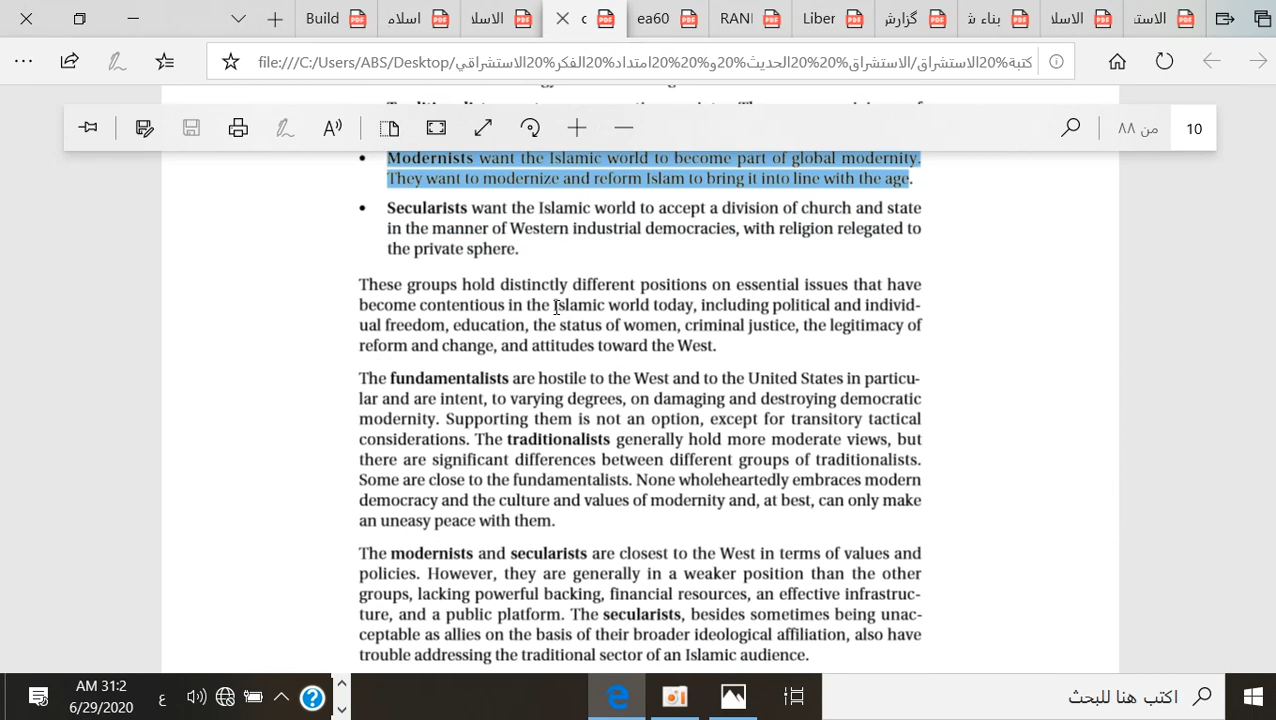 Build
اسلاه
الاسلا
c
ea60
RANI
Liber
گزارش
بناء ش
الاسلا
الاستث
file:///C:/Users/ABS/Desktop/كتبة%20الاستشراق/الاستشراق%20الحديث%20و%20امتداد%20الفكر%20الاستشراقي
10 من ٨٨
• Modernists want the Islamic world to become part of global modernity.
They want to modernize and reform Islam to bring it into line with the age.
• Secularists want the Islamic world to accept a division of church and state
in the manner of Western industrial democracies, with religion relegated to
the private sphere.
These groups hold distinctly different positions on essential issues that have
become contentious in the Islamic world today, including political and individ-
ual freedom, education, the status of women, criminal justice, the legitimacy of
reform and change, and attitudes toward the West.
The fundamentalists are hostile to the West and to the United States in particu-
lar and are intent, to varying degrees, on damaging and destroying democratic
modernity. Supporting them is not an option, except for transitory tactical
considerations. The traditionalists generally hold more moderate views, but
there are significant differences between different groups of traditionalists.
Some are close to the fundamentalists. None wholeheartedly embraces modern
democracy and the culture and values of modernity and, at best, can only make
an uneasy peace with them.
The modernists and secularists are closest to the West in terms of values and
policies. However, they are generally in a weaker position than the other
groups, lacking powerful backing, financial resources, an effective infrastruc-
ture, and a public platform. The secularists, besides sometimes being unac-
ceptable as allies on the basis of their broader ideological affiliation, also have
trouble addressing the traditional sector of an Islamic audience.
AM 31:2
6/29/2020
ع
اكتب هنا للبحث